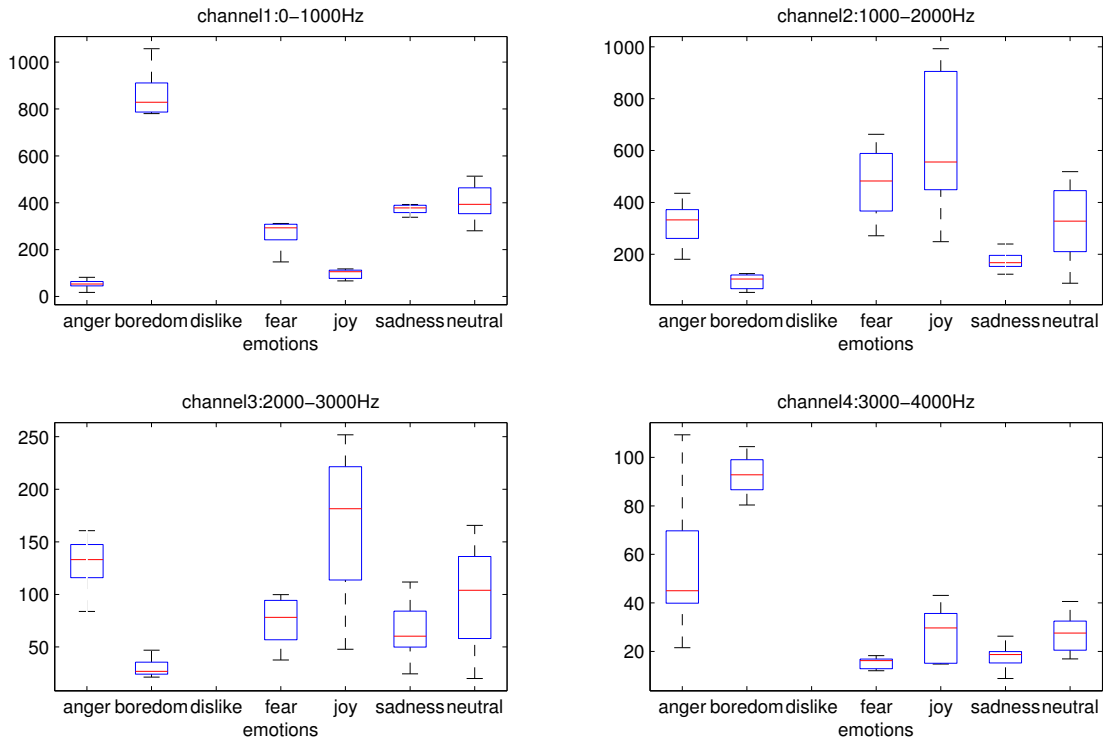 channel1:0−1000Hz
1000
800
600
400
200
0
anger boredom dislike fear joy sadness neutral
emotions
channel2:1000−2000Hz
1000
800
600
400
200
anger boredom dislike fear joy sadness neutral
emotions
channel3:2000−3000Hz
250
200
150
100
50
anger boredom dislike fear joy sadness neutral
emotions
channel4:3000−4000Hz
100
80
60
40
20
anger boredom dislike fear joy sadness neutral
emotions